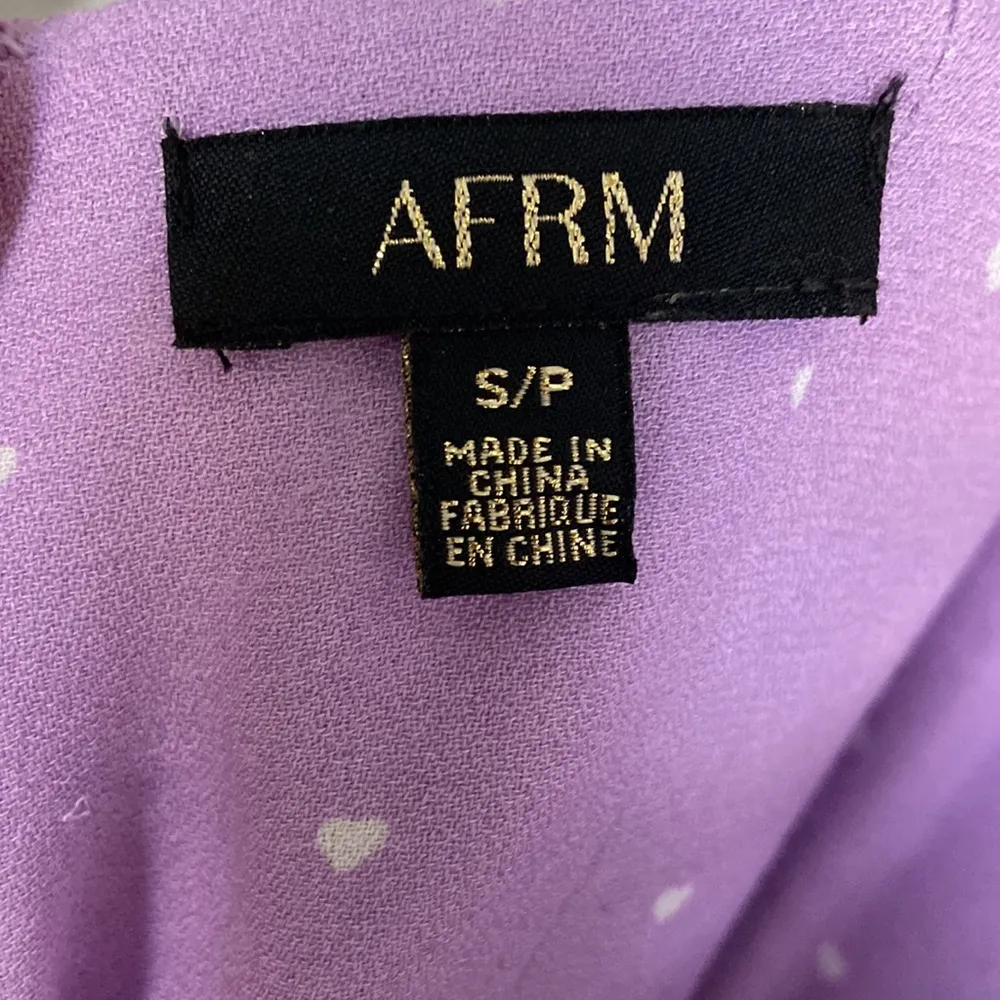 AFRM
S/P
MADE IN
CHINA
FABRIQUE
EN CHINE